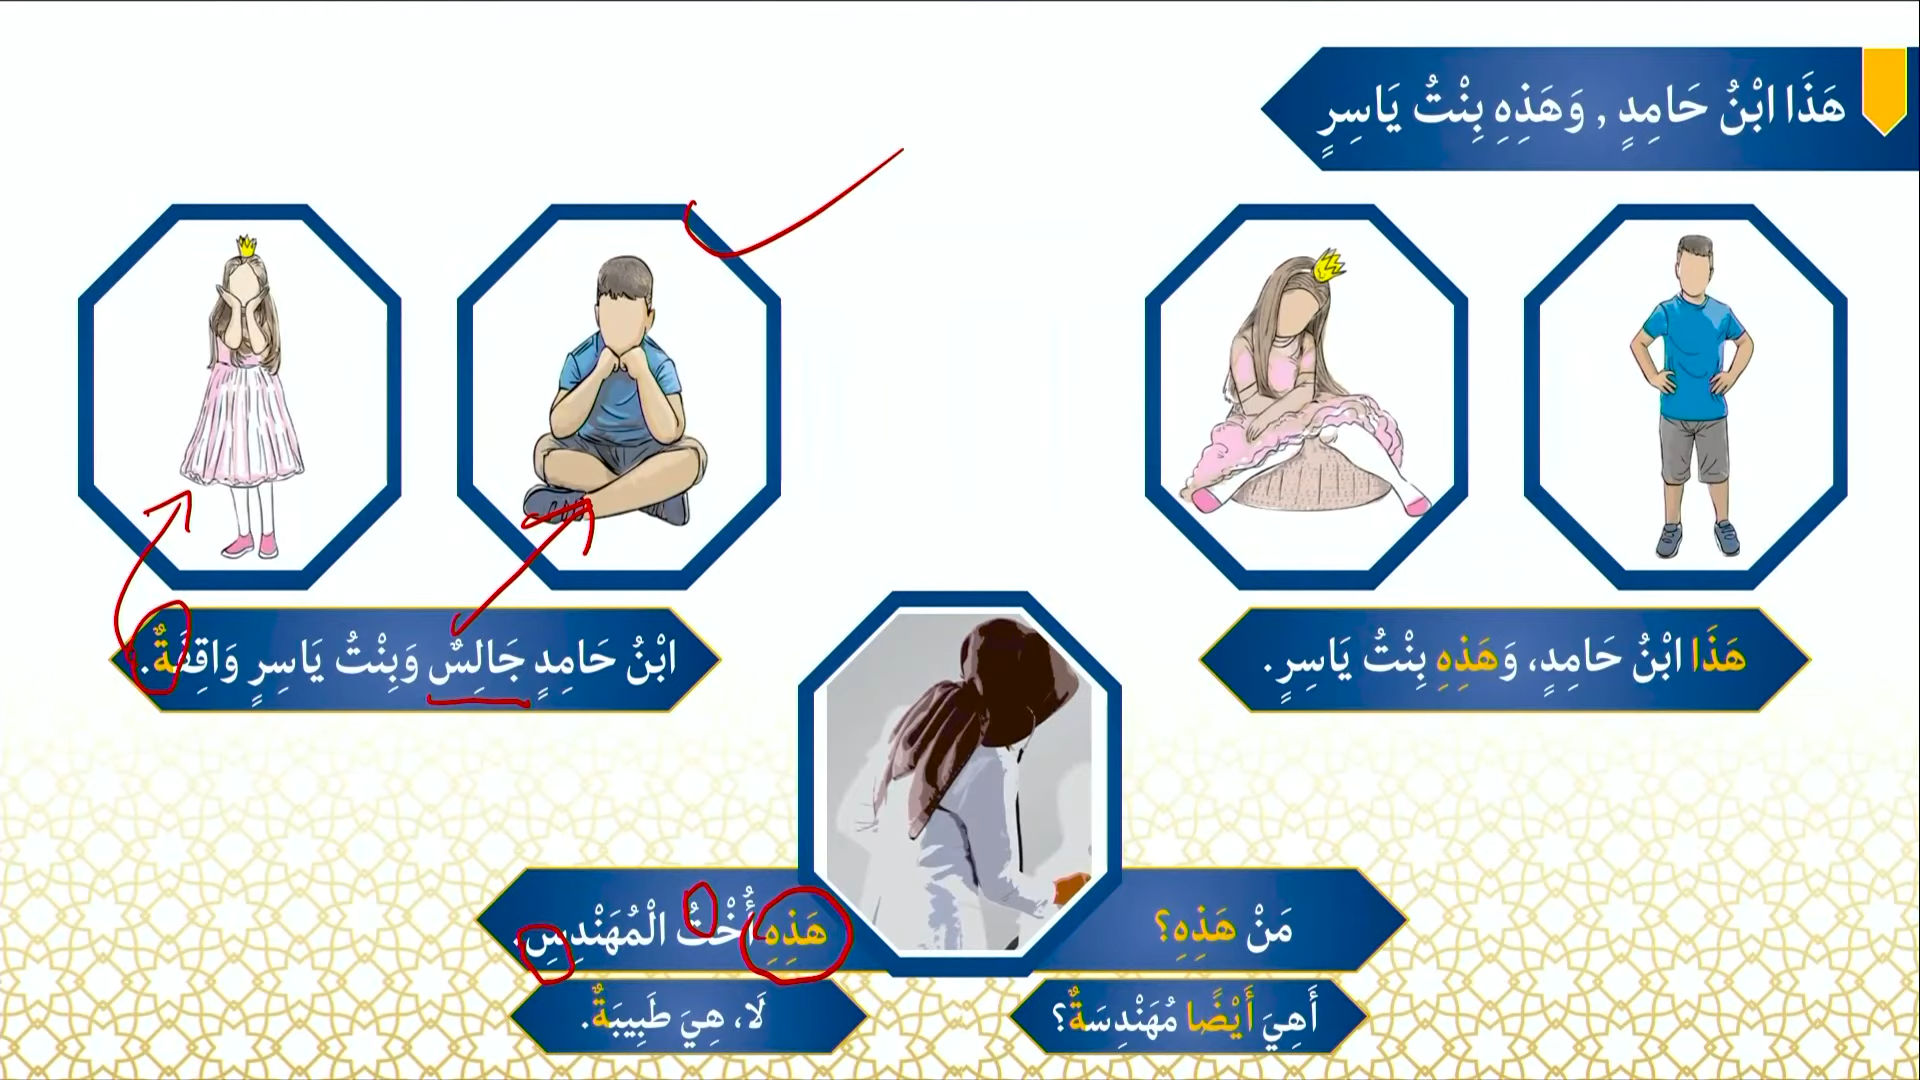 هَذَا ابْنُ حَامِدٍ , وَهَذِهِ بِنْتُ يَاسِرٍ
هَذَا ابْنُ حَامِدٍ، وَهَذِهِ بِنْتُ يَاسِرٍ.
ابْنُ حَامِدٍ جَالِسٌ وَبِنْتُ يَاسِرٍ وَاقِفَةٌ.
مَنْ هَذِهِ؟
هَذِهِ أُخْتُ الْمُهَنْدِسِ.
أَهِيَ أَيْضًا مُهَنْدِسَةٌ؟
لَا، هِيَ طَبِيبَةٌ.